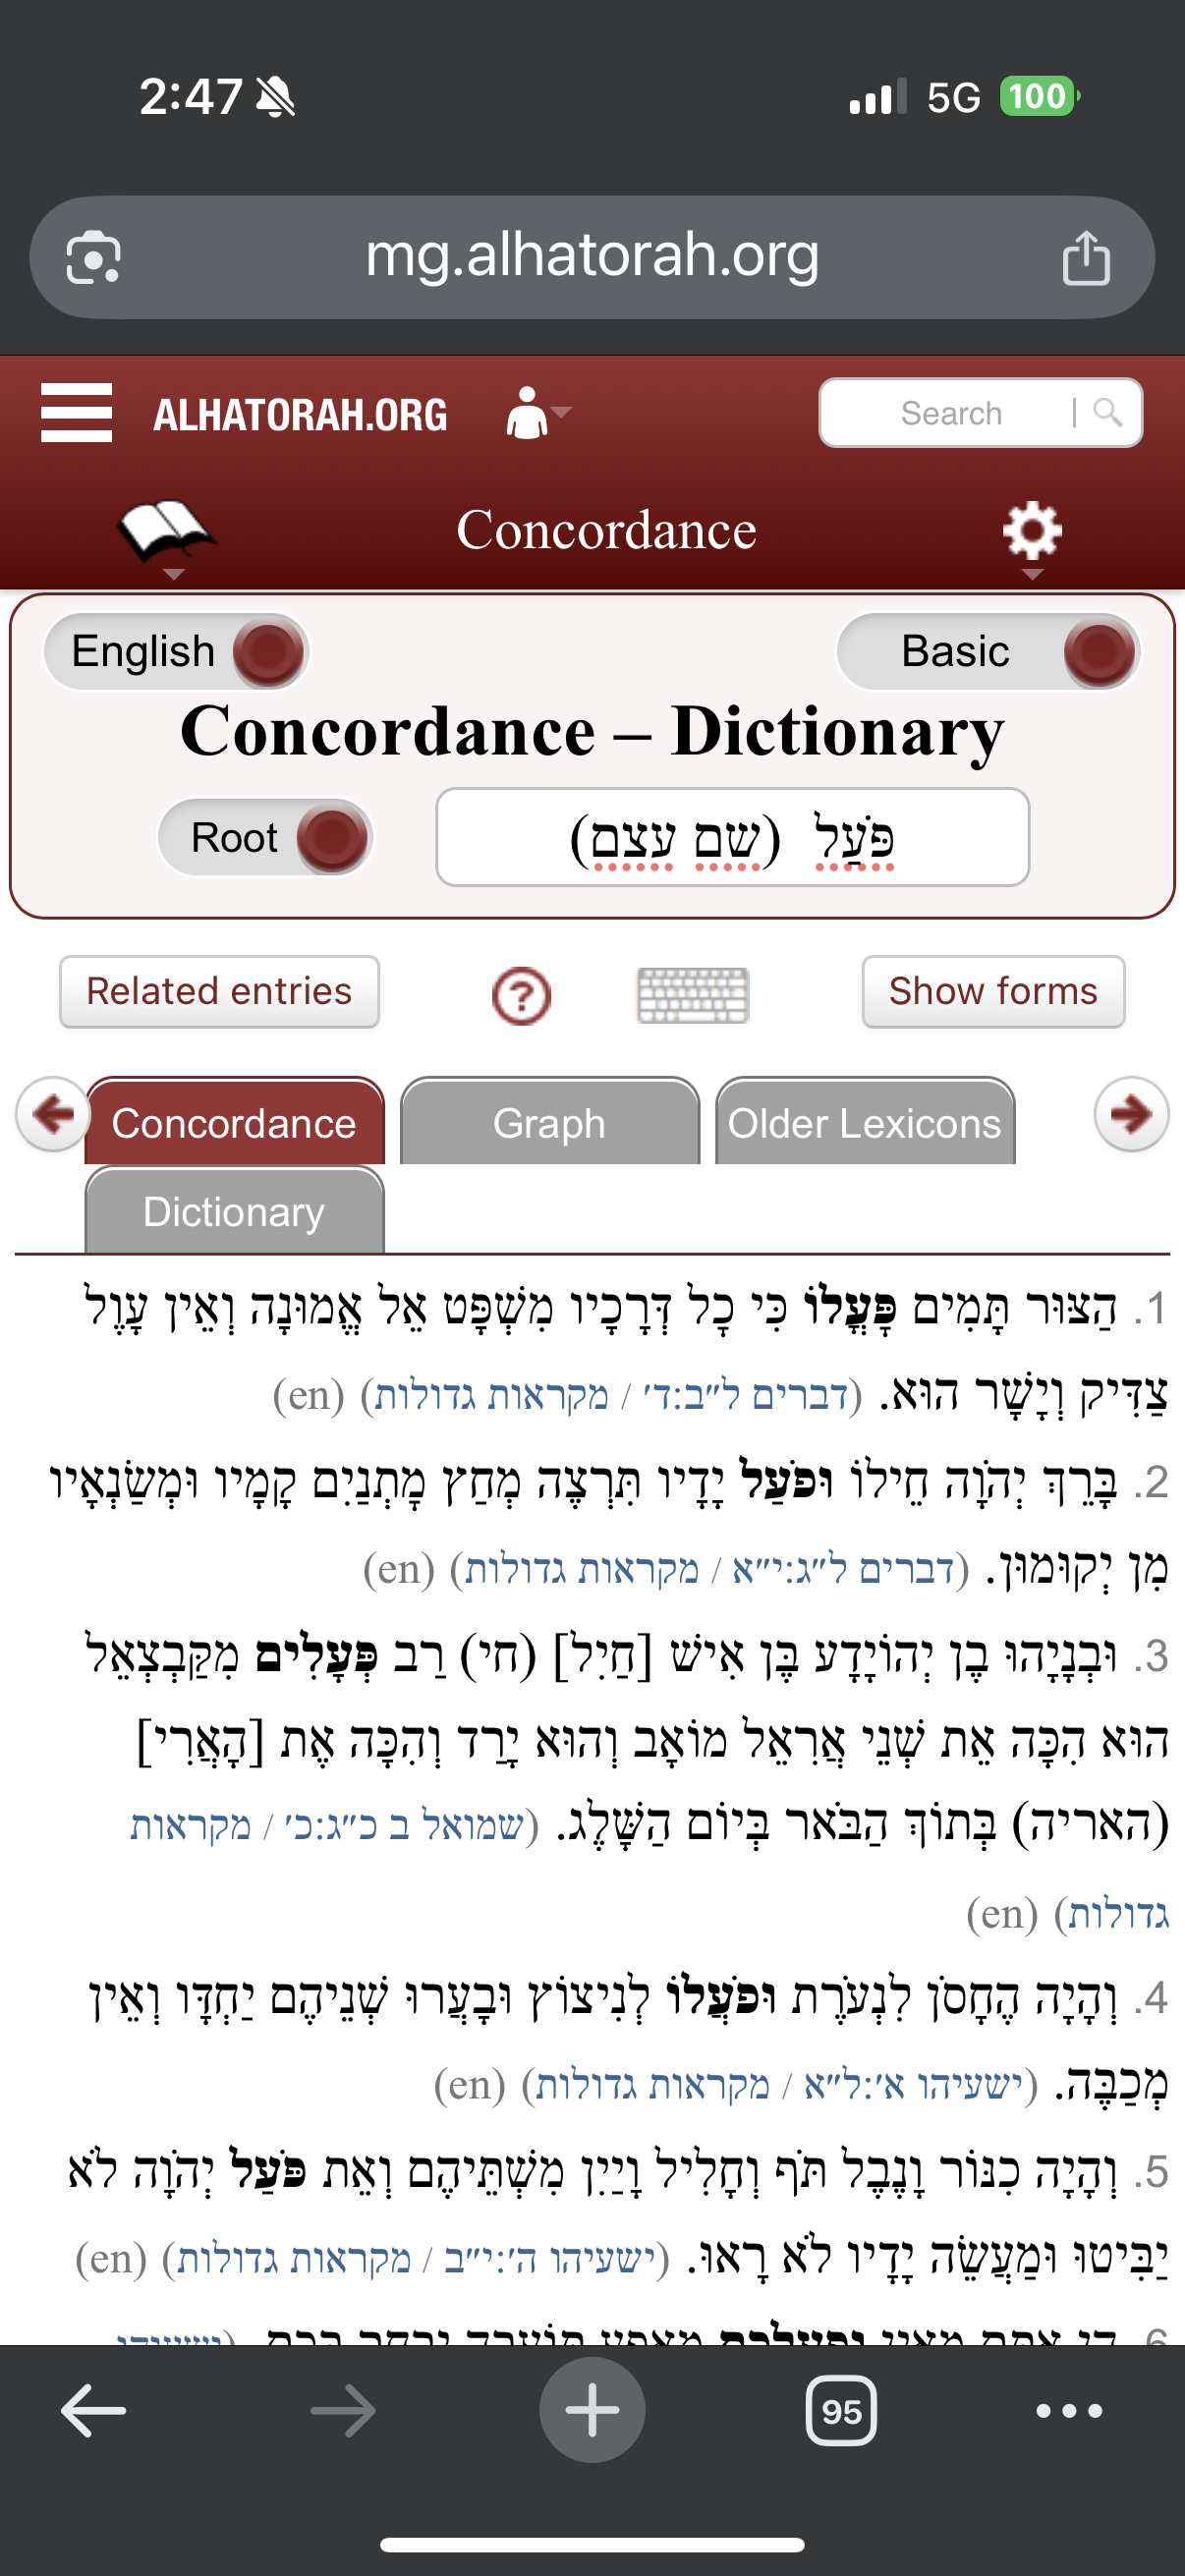 2:47 5G 100
mg.alhatorah.org
ALHATORAH.ORG Search
Concordance
English Basic
Concordance – Dictionary
Root פֹּעַל (שם עצם)
Related entries ? Show forms
Concordance Graph Older Lexicons
Dictionary
1. הַצּוּר תָּמִים פׇּעֳלוֹ כִּי כׇל דְּרָכָיו מִשְׁפָּט אֵל אֱמוּנָה וְאֵין עָוֶל
צַדִּיק וְיָשָׁר הוּא. (דברים ל״ב:ד׳ / מקראות גדולות) (en)
2. בָּרֵךְ יְהֹוָה חֵילוֹ וּפֹעַל יָדָיו תִּרְצֶה מְחַץ מׇתְנַיִם קָמָיו וּמְשַׂנְאָיו
מִן יְקוּמוּן. (דברים ל״ג:י״א / מקראות גדולות) (en)
3. וּבְנָיָהוּ בֶן יְהוֹיָדָע בֶּן אִישׁ [חַיִל] (חי) רַב פְּעָלִים מִקַּבְצְאֵל
הוּא הִכָּה אֵת שְׁנֵי אֲרִאֵל מוֹאָב וְהוּא יָרַד וְהִכָּה אֶת [הָאֲרִי]
(האריה) בְּתוֹךְ הַבֹּאר בְּיוֹם הַשָּׁלֶג. (שמואל ב כ״ג:כ׳ / מקראות
גדולות) (en)
4. וְהָיָה הֶחָסֹן לִנְעֹרֶת וּפֹעֲלוֹ לְנִיצוֹץ וּבָעֲרוּ שְׁנֵיהֶם יַחְדָּו וְאֵין
מְכַבֶּה. (ישעיהו א׳:ל״א / מקראות גדולות) (en)
5. וְהָיָה כִנּוֹר וָנֶבֶל תֹּף וְחָלִיל וָיַיִן מִשְׁתֵּיהֶם וְאֵת פֹּעַל יְהֹוָה לֹא
יַבִּיטוּ וּמַעֲשֵׂה יָדָיו לֹא רָאוּ. (ישעיהו ה׳:י״ב / מקראות גדולות) (en)
95